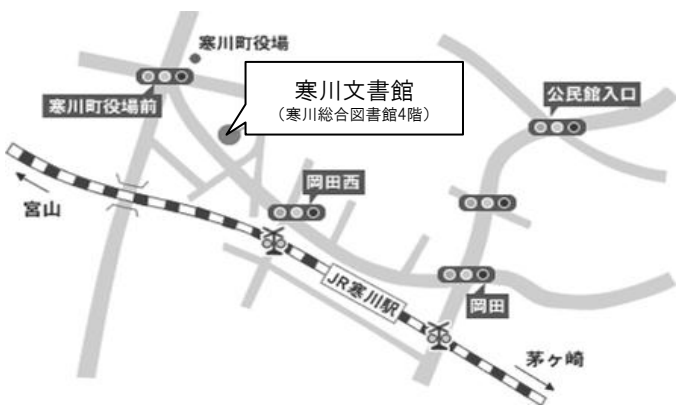 寒川町役場
寒川文書館
（寒川総合図書館4階）
寒川町役場前
公民館入口
岡田西
宮山
JR寒川駅
岡田
茅ヶ崎